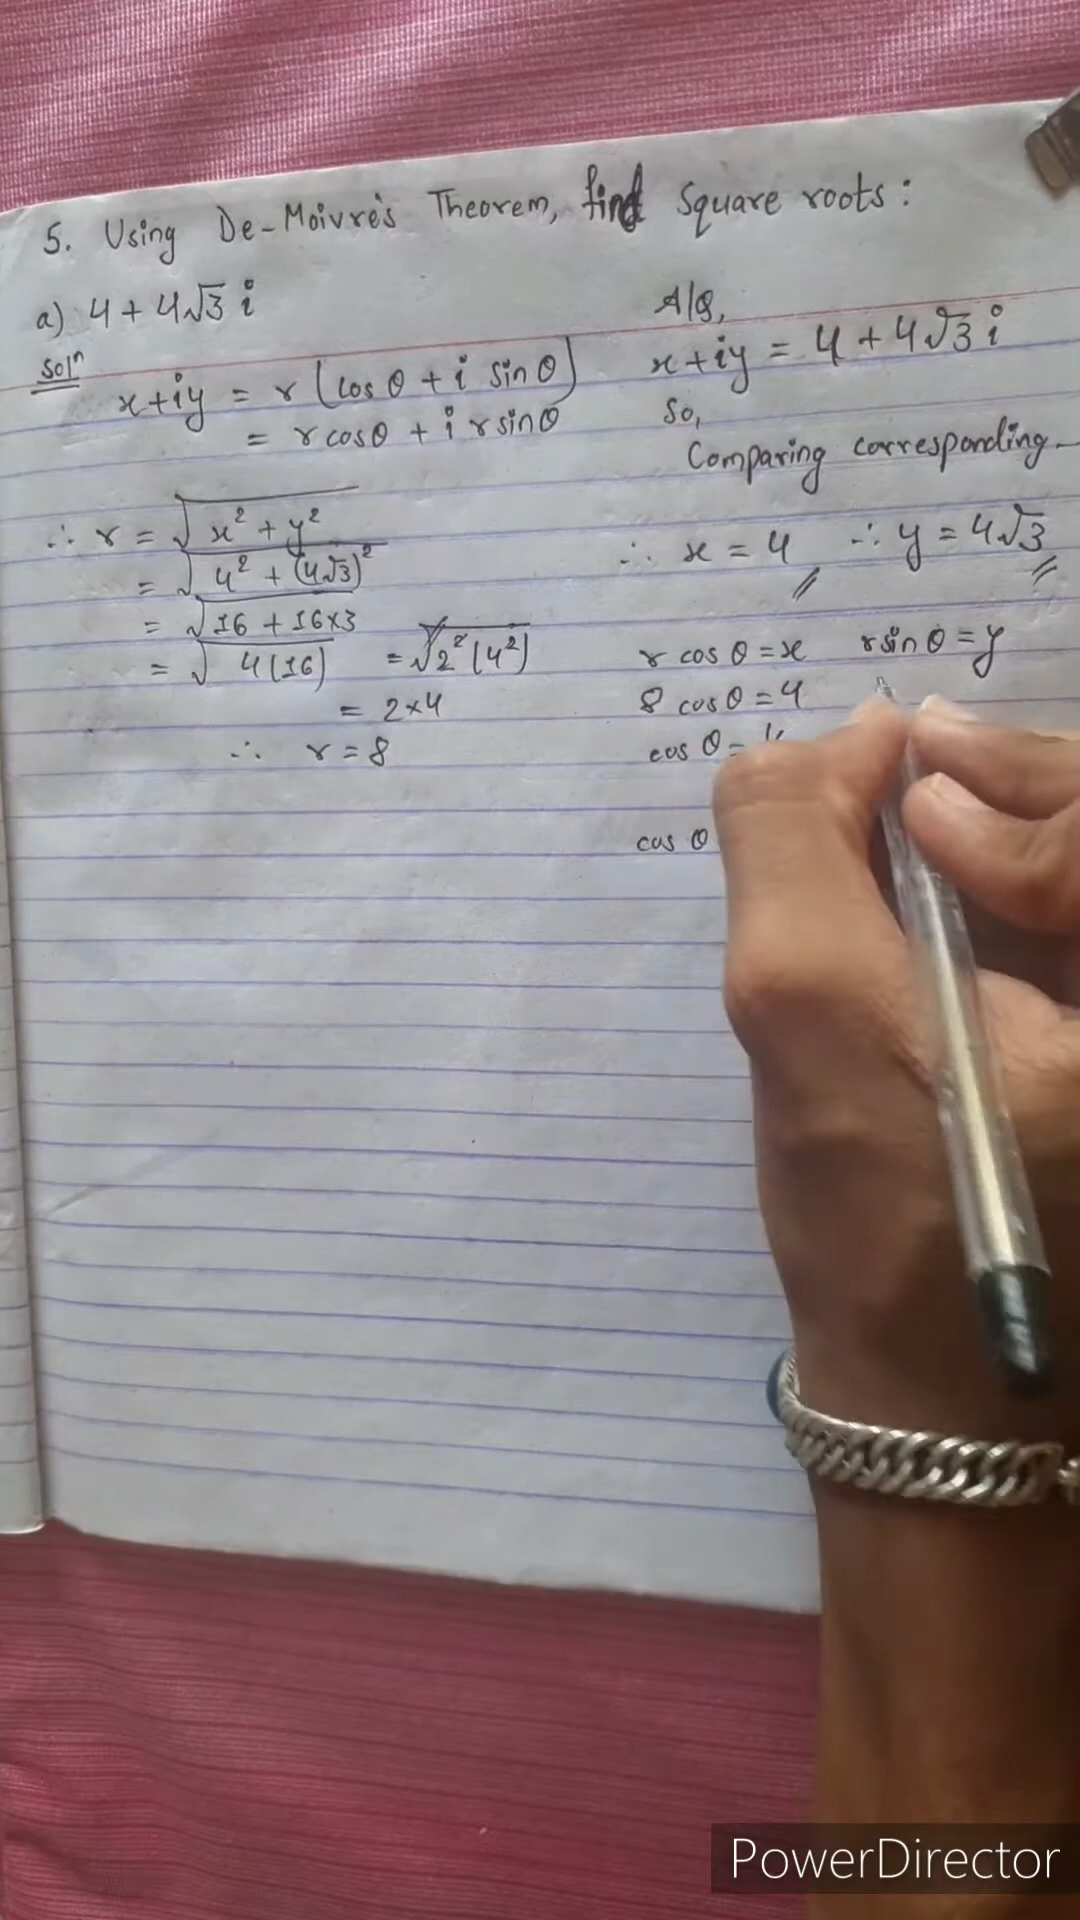 5. Using De-Moivre's Theorem, find Square roots :
a) 4 + 4√3 i
Solⁿ
x+iy = r (cos θ + i sin θ)
= r cos θ + i r sin θ
∴ r = √x² + y²
= √4² + (4√3)²
= √16 + 16×3
= √4(16) = √2²(4²)
= 2×4
∴ r = 8
A/Q,
x+iy = 4 + 4√3 i
So,
Comparing corresponding
∴ x = 4 ∴ y = 4√3
r cos θ = x r sin θ = y
8 cos θ = 4
cos θ =
cos θ
PowerDirector